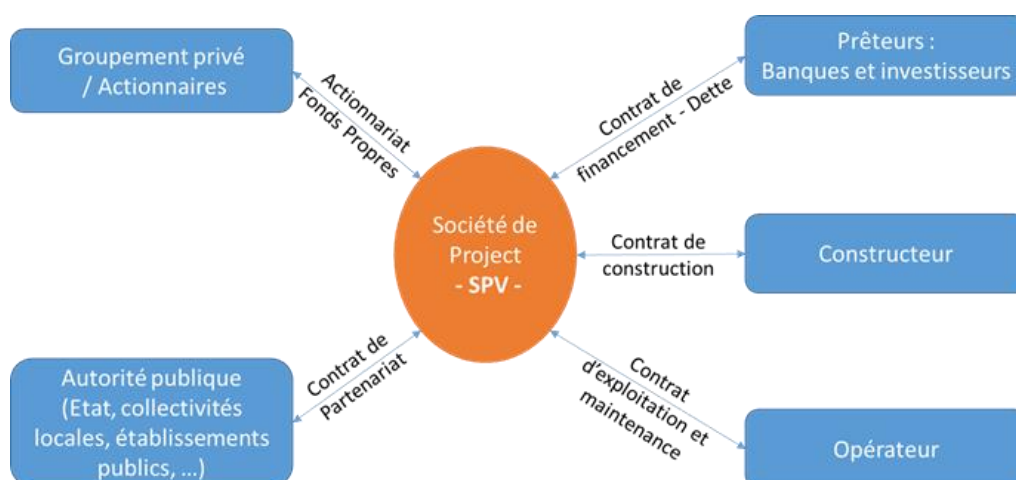 Groupement privé
/ Actionnaires
Actionnariat
Fonds Propres
Prêteurs :
Banques et investisseurs
Contrat de
financement - Dette
Société de
Project
- SPV -
Contrat de
construction
Constructeur
Autorité publique
(Etat, collectivités
locales, établissements
publics, ...)
Contrat de
Partenariat
Contrat
d'exploitation et
maintenance
Opérateur